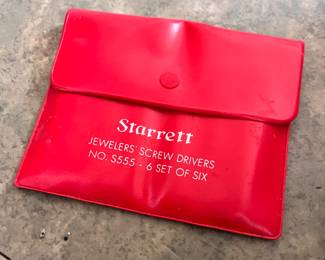 Starrett
JEWELERS' SCREW DRIVERS
NO. S555 - 6 SET OF SIX